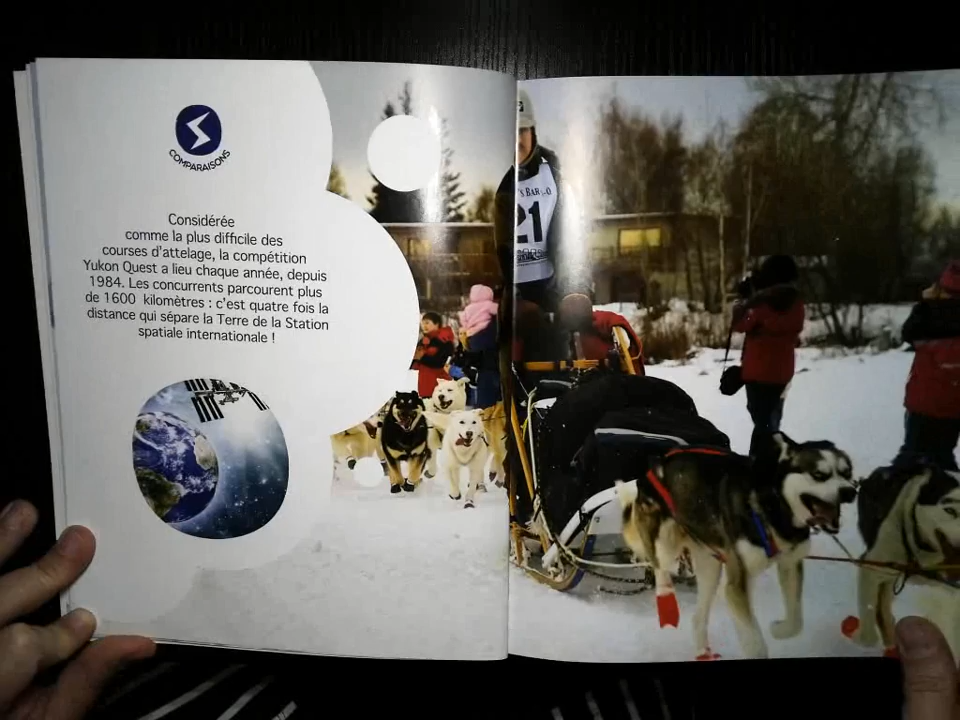 COMPARAISONS
Considérée
comme la plus difficile des
courses d'attelage, la compétition
Yukon Quest a lieu chaque année, depuis
1984. Les concurrents parcourent plus
de 1600 kilomètres : c'est quatre fois la
distance qui sépare la Terre de la Station
spatiale internationale !
21